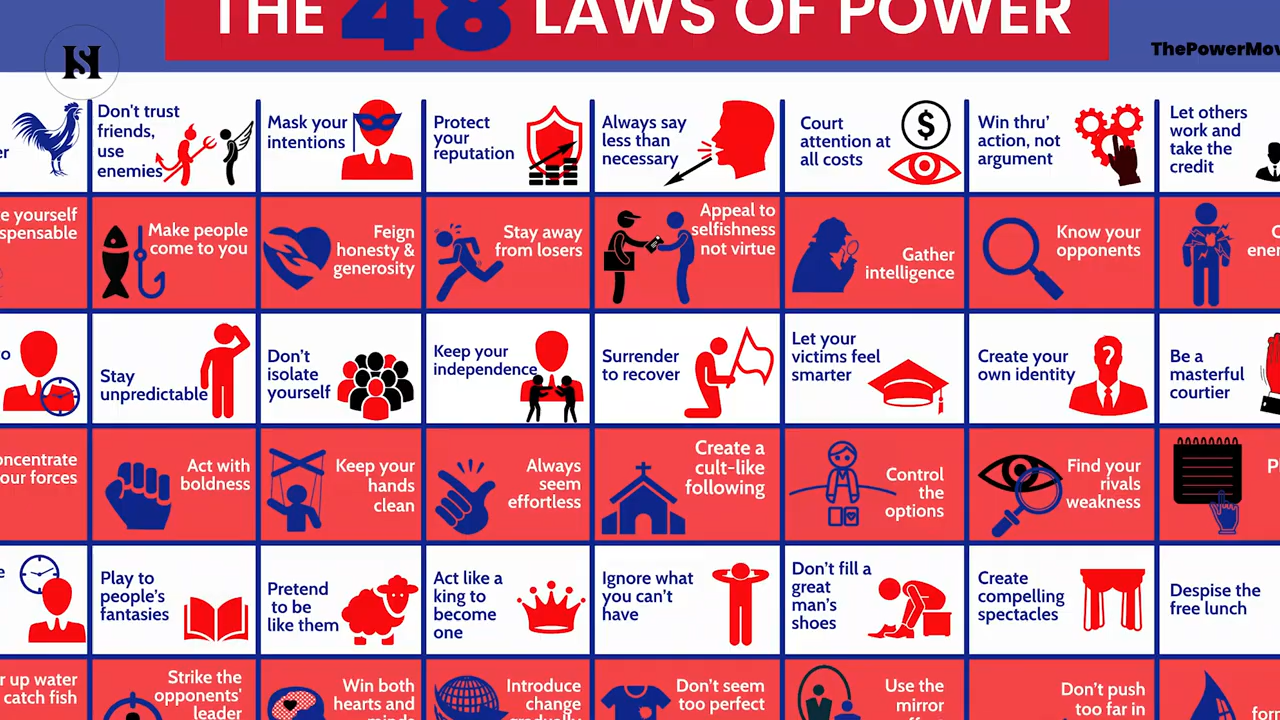 THE 48 LAWS OF POWER
SH
ThePowerMov
er
Don't trust
friends,
use
enemies
Mask your
intentions
Protect
your
reputation
Always say
less than
necessary
Court
attention at
all costs
$
Win thru'
action, not
argument
Let others
work and
take the
credit
e yourself
spensable
Make people
come to you
Feign
honesty &
generosity
Stay away
from losers
Appeal to
selfishness
not virtue
Gather
intelligence
Know your
opponents
C
ener
o
Stay
unpredictable
Don't
isolate
yourself
Keep your
independence
Surrender
to recover
Let your
victims feel
smarter
Create your
own identity
?
Be a
masterful
courtier
oncentrate
our forces
Act with
boldness
Keep your
hands
clean
Always
seem
effortless
Create a
cult-like
following
Control
the
options
Find your
rivals
weakness
Pl
e
Play to
people's
fantasies
Pretend
to be
like them
Act like a
king to
become
one
Ignore what
you can't
have
Don't fill a
great
man's
shoes
Create
compelling
spectacles
Despise the
free lunch
r up water
catch fish
Strike the
opponents'
leader
Win both
hearts and
minds
Introduce
change
gradually
Don't seem
too perfect
Use the
mirror
effect
Don't push
too far in
form